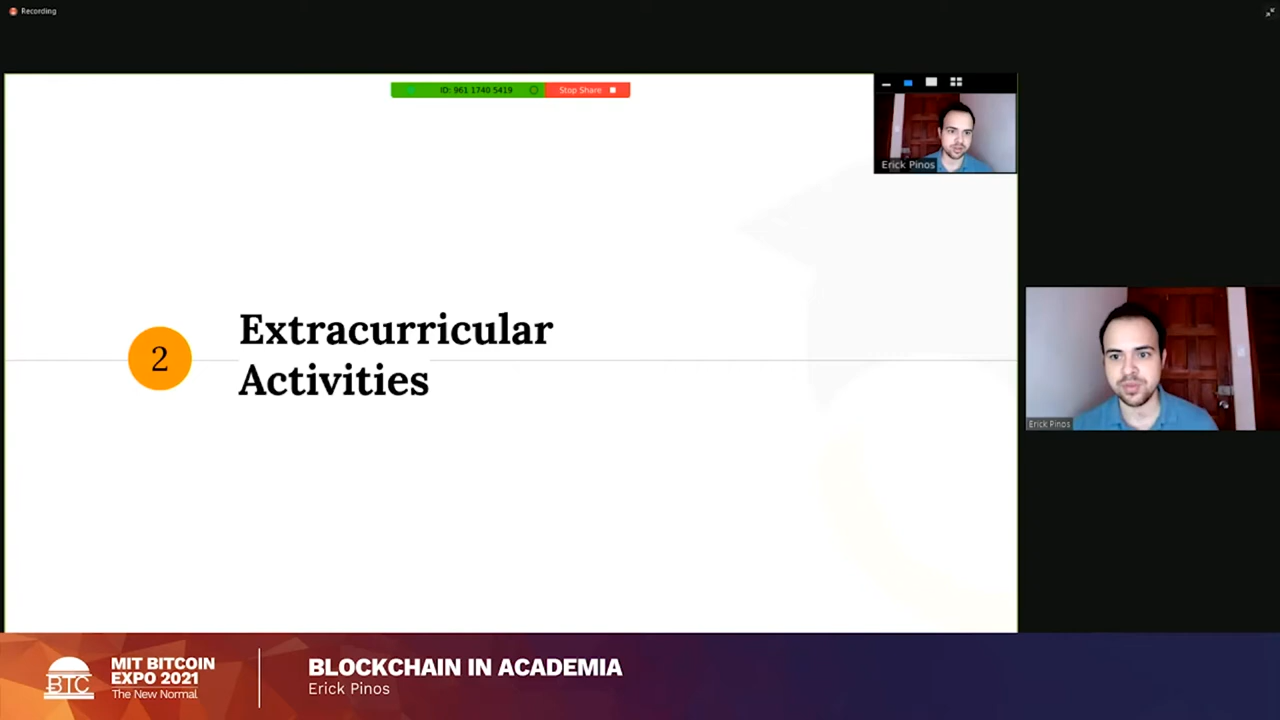 Recording
ID: 961 1740 5419
Stop Share
Erick Pinos
2
Extracurricular
Activities
Erick Pinos
BTC
MIT BITCOIN
EXPO 2021
The New Normal
BLOCKCHAIN IN ACADEMIA
Erick Pinos